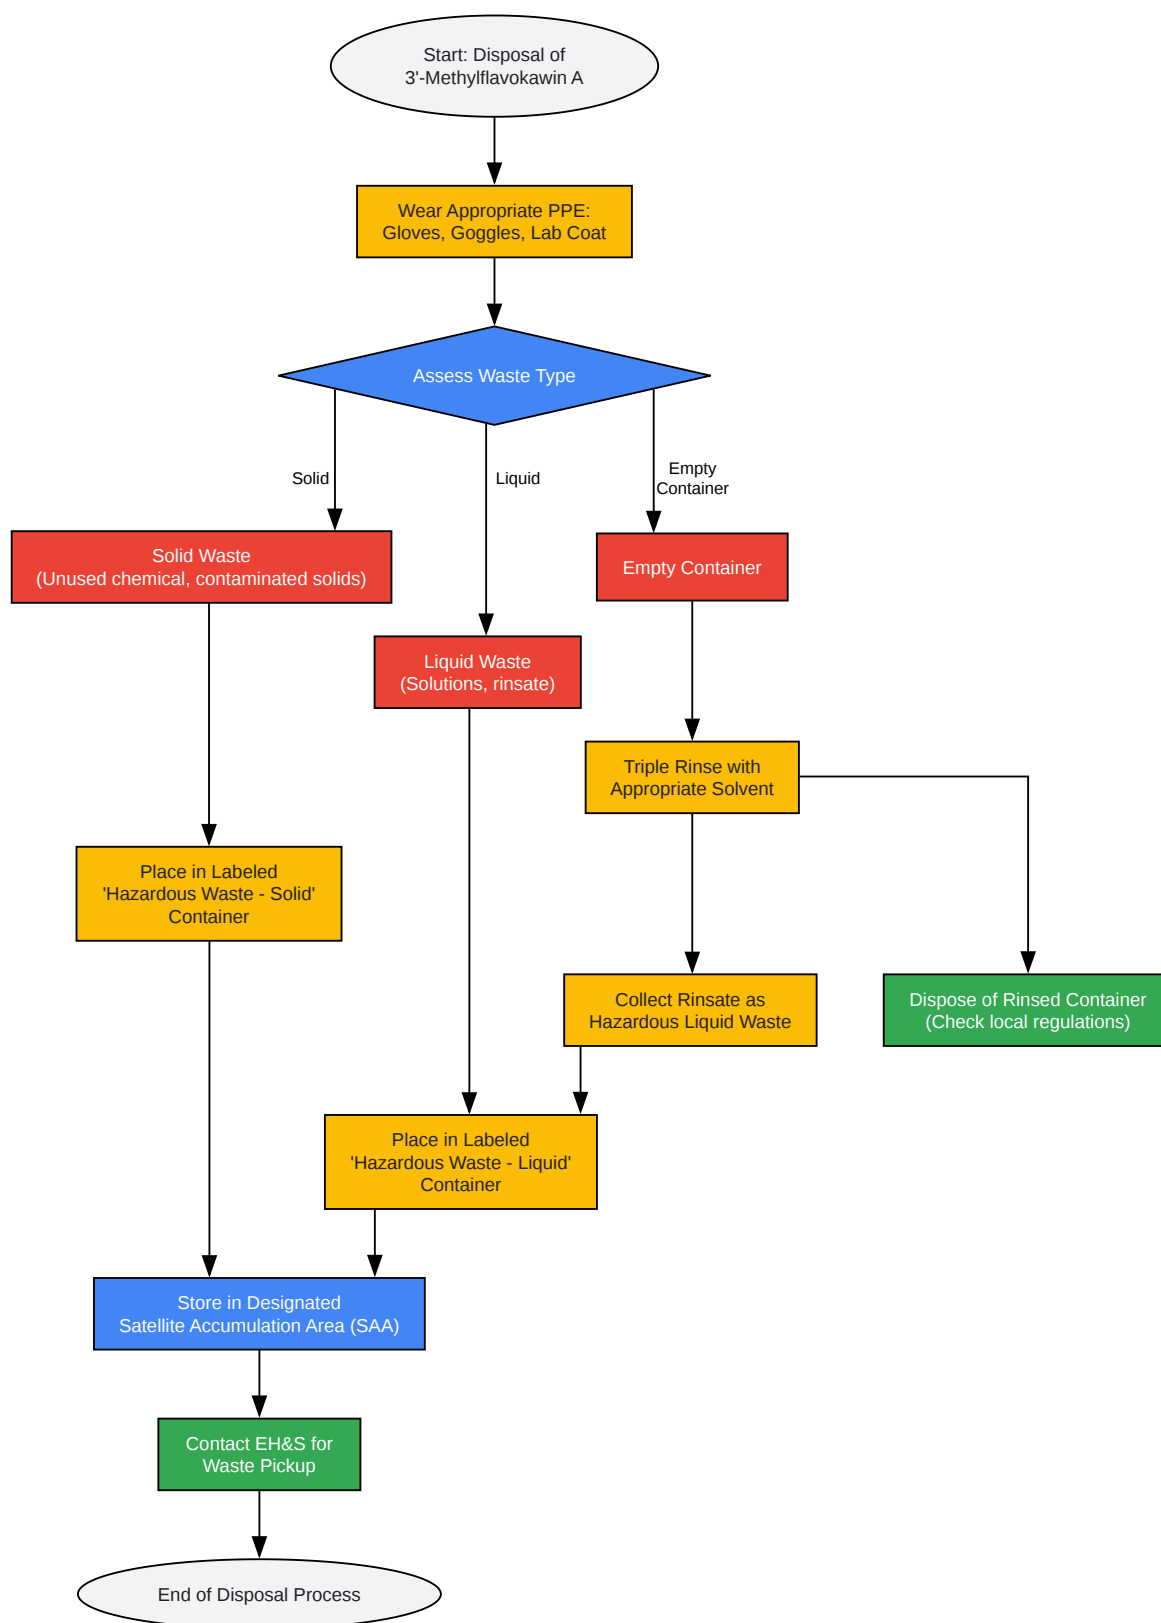 Start: Disposal of
3'-Methylflavokawin A
Wear Appropriate PPE:
Gloves, Goggles, Lab Coat
Assess Waste Type
Solid
Liquid
Empty
Container
Solid Waste
(Unused chemical, contaminated solids)
Empty Container
Liquid Waste
(Solutions, rinsate)
Triple Rinse with
Appropriate Solvent
Place in Labeled
'Hazardous Waste - Solid'
Container
Collect Rinsate as
Hazardous Liquid Waste
Dispose of Rinsed Container
(Check local regulations)
Place in Labeled
'Hazardous Waste - Liquid'
Container
Store in Designated
Satellite Accumulation Area (SAA)
Contact EH&S for
Waste Pickup
End of Disposal Process